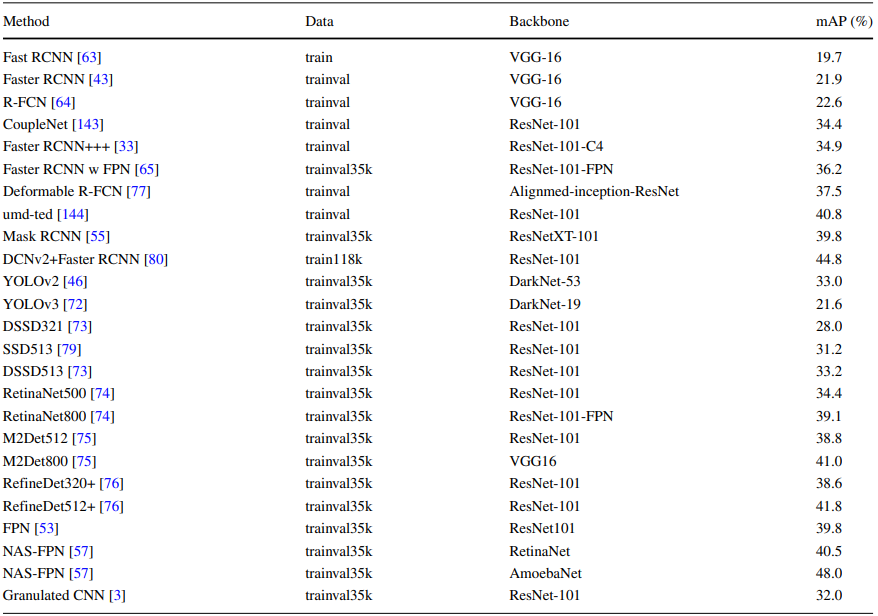 Method Data Backbone mAP (%)
Fast RCNN [63] train VGG-16 19.7
Faster RCNN [43] trainval VGG-16 21.9
R-FCN [64] trainval VGG-16 22.6
CoupleNet [143] trainval ResNet-101 34.4
Faster RCNN+++ [33] trainval ResNet-101-C4 34.9
Faster RCNN w FPN [65] trainval35k ResNet-101-FPN 36.2
Deformable R-FCN [77] trainval Alignmed-inception-ResNet 37.5
umd-ted [144] trainval ResNet-101 40.8
Mask RCNN [55] trainval35k ResNetXT-101 39.8
DCNv2+Faster RCNN [80] train118k ResNet-101 44.8
YOLOv2 [46] trainval35k DarkNet-53 33.0
YOLOv3 [72] trainval35k DarkNet-19 21.6
DSSD321 [73] trainval35k ResNet-101 28.0
SSD513 [79] trainval35k ResNet-101 31.2
DSSD513 [73] trainval35k ResNet-101 33.2
RetinaNet500 [74] trainval35k ResNet-101 34.4
RetinaNet800 [74] trainval35k ResNet-101-FPN 39.1
M2Det512 [75] trainval35k ResNet-101 38.8
M2Det800 [75] trainval35k VGG16 41.0
RefineDet320+ [76] trainval35k ResNet-101 38.6
RefineDet512+ [76] trainval35k ResNet-101 41.8
FPN [53] trainval35k ResNet101 39.8
NAS-FPN [57] trainval35k RetinaNet 40.5
NAS-FPN [57] trainval35k AmoebaNet 48.0
Granulated CNN [3] trainval35k ResNet-101 32.0